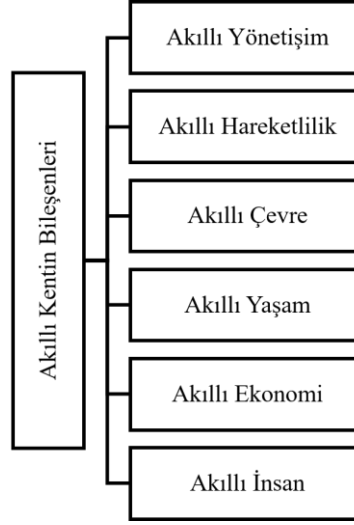 Akıllı Kentin Bileşenleri
Akıllı Yönetişim
Akıllı Hareketlilik
Akıllı Çevre
Akıllı Yaşam
Akıllı Ekonomi
Akıllı İnsan